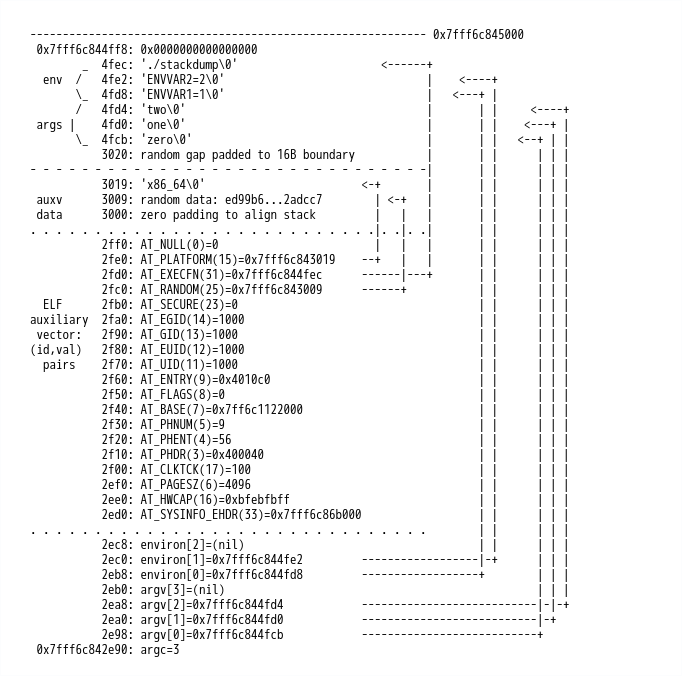 ------------------------------------------------------------- 0x7fff6c845000
 0x7fff6c844ff8: 0x0000000000000000
        _  4fec: './stackdump\0'                      <------+
  env  /   4fe2: 'ENVVAR2=2\0'                               |    <----+
       \_  4fd8: 'ENVVAR1=1\0'                               |   <---+ |
       /   4fd4: 'two\0'                                     |       | |     <----+
 args |    4fd0: 'one\0'                                     |       | |    <---+ |
       \_  4fcb: 'zero\0'                                    |       | |   <--+ | |
           3020: random gap padded to 16B boundary           |       | |      | | |
- - - - - - - - - - - - - - - - - - - - - - - - - - - - - - -|       | |      | | |
           3019: 'x86_64\0'                        <-+       |       | |      | | |
 auxv      3009: random data: ed99b6...2adcc7        | <-+   |       | |      | | |
 data      3000: zero padding to align stack         |   |   |       | |      | | |
. . . . . . . . . . . . . . . . . . . . . . . . . . .|. .|. .|       | |      | | |
           2ff0: AT_NULL(0)=0                        |   |   |       | |      | | |
           2fe0: AT_PLATFORM(15)=0x7fff6c843019    --+   |   |       | |      | | |
           2fd0: AT_EXECFN(31)=0x7fff6c844fec      ------|---+       | |      | | |
           2fc0: AT_RANDOM(25)=0x7fff6c843009      ------+           | |      | | |
  ELF      2fb0: AT_SECURE(23)=0                                     | |      | | |
auxiliary  2fa0: AT_EGID(14)=1000                                    | |      | | |
 vector:   2f90: AT_GID(13)=1000                                     | |      | | |
(id,val)   2f80: AT_EUID(12)=1000                                    | |      | | |
  pairs    2f70: AT_UID(11)=1000                                     | |      | | |
           2f60: AT_ENTRY(9)=0x4010c0                                | |      | | |
           2f50: AT_FLAGS(8)=0                                       | |      | | |
           2f40: AT_BASE(7)=0x7ff6c1122000                           | |      | | |
           2f30: AT_PHNUM(5)=9                                       | |      | | |
           2f20: AT_PHENT(4)=56                                      | |      | | |
           2f10: AT_PHDR(3)=0x400040                                 | |      | | |
           2f00: AT_CLKTCK(17)=100                                   | |      | | |
           2ef0: AT_PAGESZ(6)=4096                                   | |      | | |
           2ee0: AT_HWCAP(16)=0xbfebfbff                             | |      | | |
           2ed0: AT_SYSINFO_EHDR(33)=0x7fff6c86b000                  | |      | | |
. . . . . . . . . . . . . . . . . . . . . . . . . . . . . . .        | |      | | |
           2ec8: environ[2]=(nil)                                    | |      | | |
           2ec0: environ[1]=0x7fff6c844fe2         ------------------|-+      | | |
           2eb8: environ[0]=0x7fff6c844fd8         ------------------+        | | |
           2eb0: argv[3]=(nil)                                                | | |
           2ea8: argv[2]=0x7fff6c844fd4            ---------------------------|-|-+
           2ea0: argv[1]=0x7fff6c844fd0            ---------------------------|-+
           2e98: argv[0]=0x7fff6c844fcb            ---------------------------+
 0x7fff6c842e90: argc=3